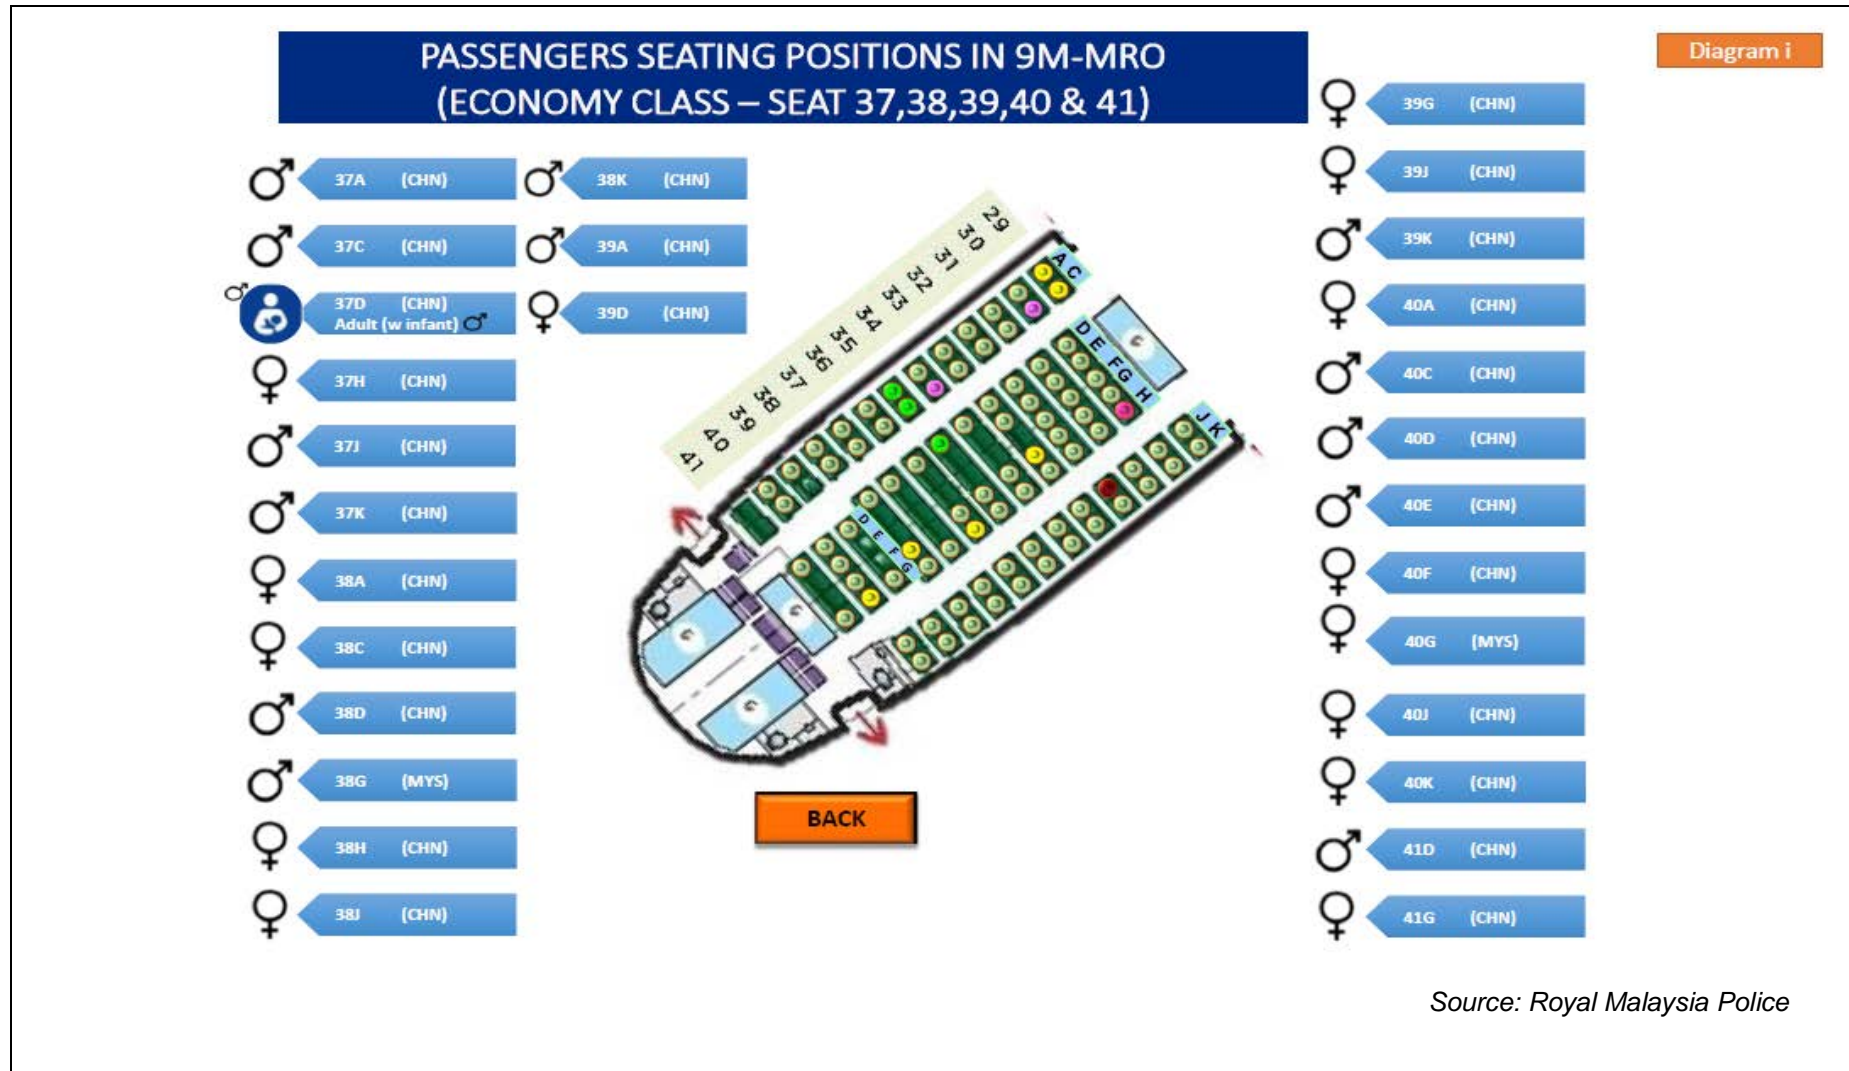 PASSENGERS SEATING POSITIONS IN 9M-MRO
(ECONOMY CLASS – SEAT 37,38,39,40 & 41)
Diagram i
37A (CHN)
37C (CHN)
37D (CHN)
Adult (w infant)
37H (CHN)
37J (CHN)
37K (CHN)
38A (CHN)
38C (CHN)
38D (CHN)
38G (MYS)
38H (CHN)
38J (CHN)
38K (CHN)
39A (CHN)
39D (CHN)
29
30
31
32
33
34
35
36
37
38
39
40
41
A C
G
D E F G H
J K
D E F G
G
G
G
BACK
39G (CHN)
39J (CHN)
39K (CHN)
40A (CHN)
40C (CHN)
40D (CHN)
40E (CHN)
40F (CHN)
40G (MYS)
40J (CHN)
40K (CHN)
41D (CHN)
41G (CHN)
Source: Royal Malaysia Police